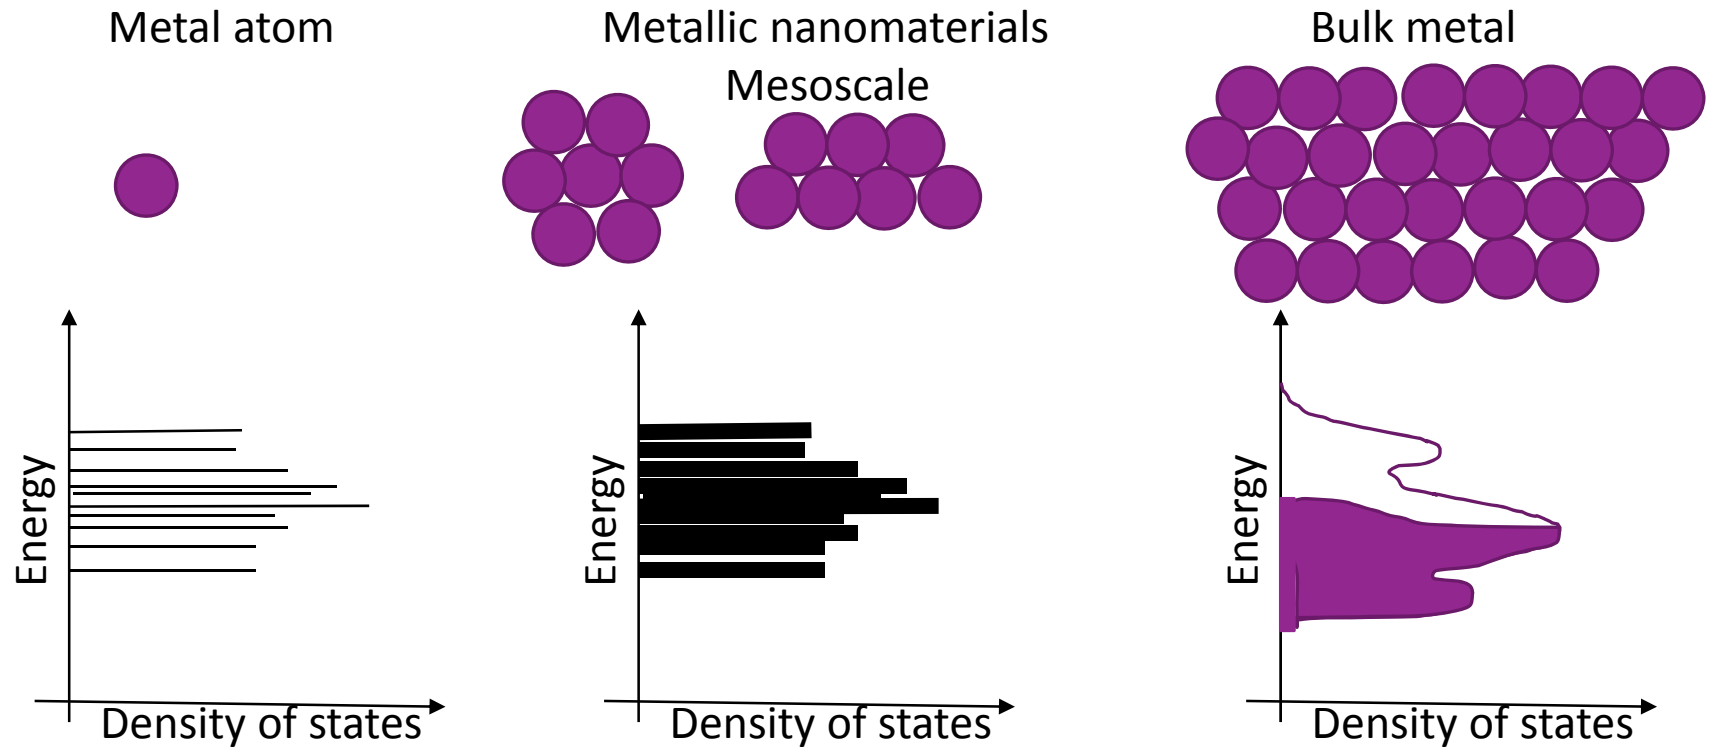 Metal atom
Metallic nanomaterials
Mesoscale
Bulk metal
Energy
Density of states
Energy
Density of states
Energy
Density of states